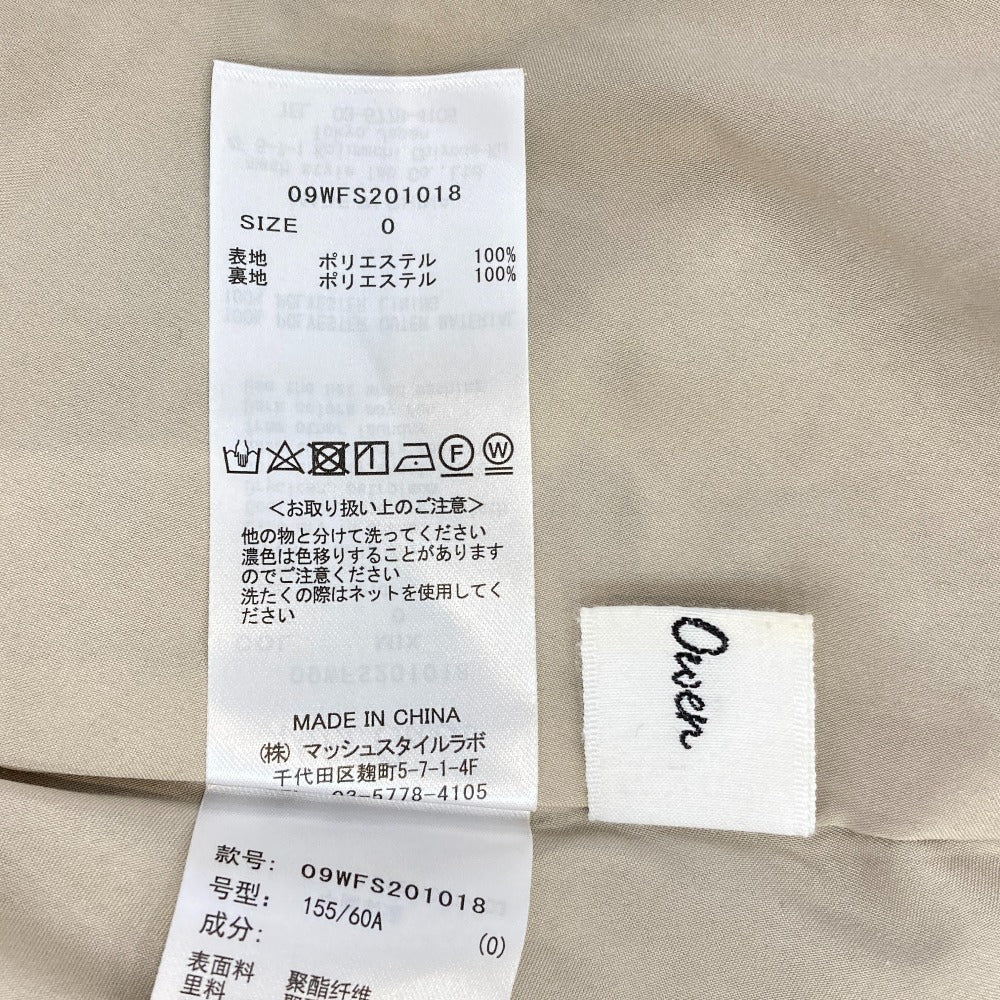 09WFS201018
SIZE 0
表地 ポリエステル 100%
裏地 ポリエステル 100%
F W
＜お取り扱い上のご注意＞
他の物と分けて洗ってください
濃色は色移りすることがあります
のでご注意ください
洗たくの際はネットを使用してく
ださい
MADE IN CHINA
(株) マッシュスタイルラボ
千代田区麹町5-7-1-4F
03-5778-4105
款号: 09WFS201018
号型: 155/60A
(0)
成分:
表面料 聚酯纤维
里料
Owen